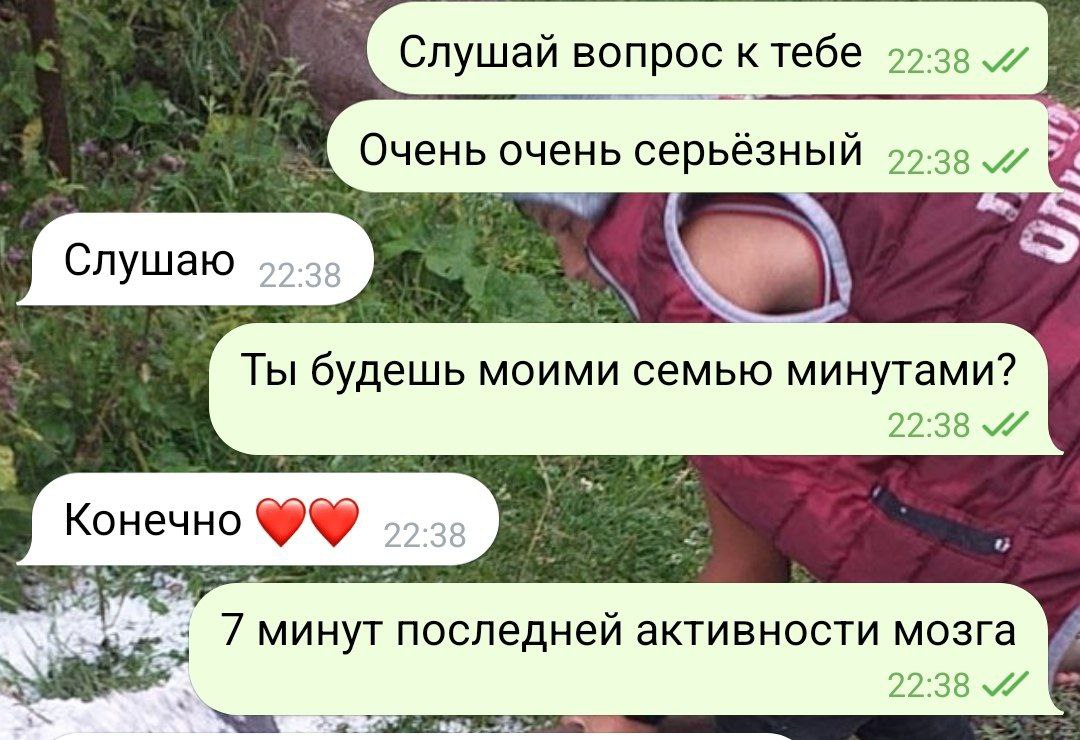 Слушай вопрос к тебе 22:38
Очень очень серьёзный 22:38
Слушаю 22:38
Ты будешь моими семью минутами?
22:38
Конечно ❤️❤️ 22:38
7 минут последней активности мозга
22:38